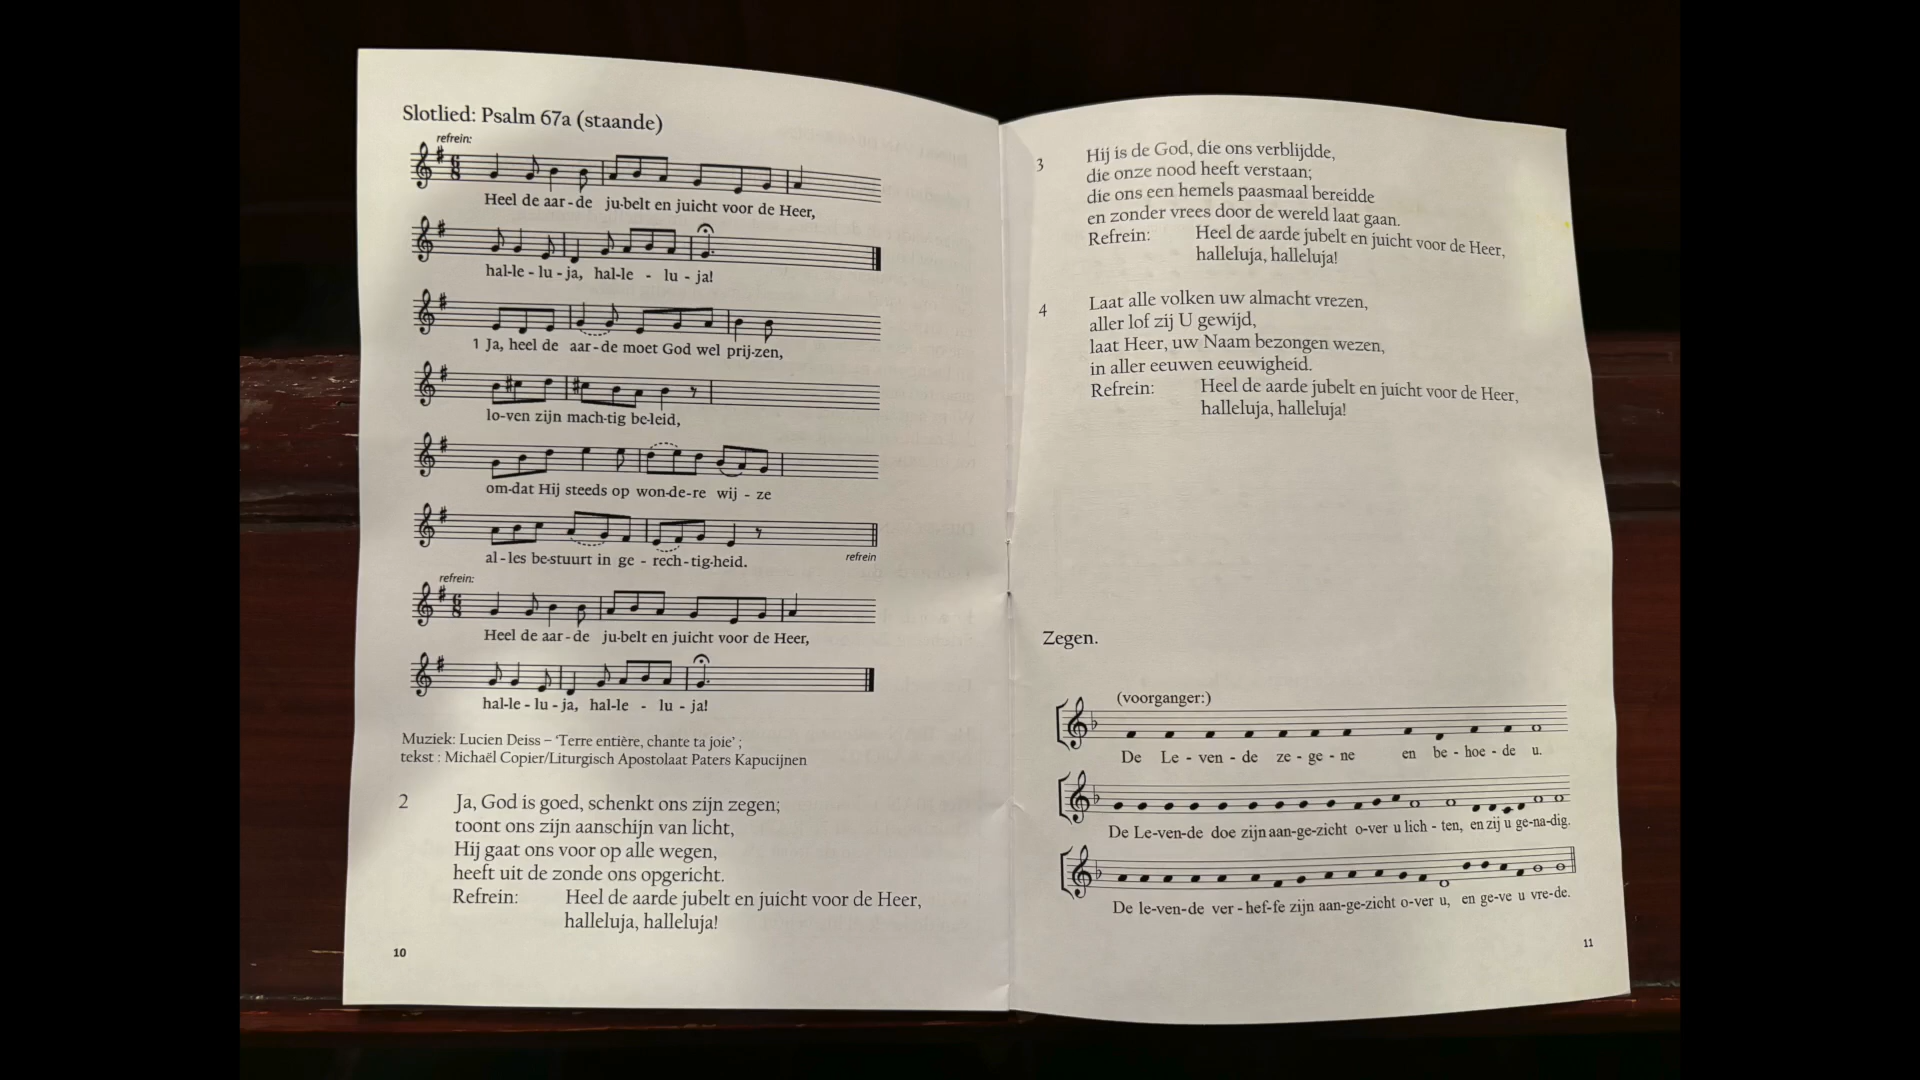 Slotlied: Psalm 67a (staande)
refrein:
Heel de aar-de ju-belt en juicht voor de Heer,
hal-le-lu-ja, hal-le - lu-ja!
1 Ja, heel de aar-de moet God wel prij-zen,
lo-ven zijn mach-tig be-leid,
om-dat Hij steeds op won-de-re wij-ze
al-les be-stuurt in ge-rech-tig-heid.
refrein
refrein:
Heel de aar-de ju-belt en juicht voor de Heer,
hal-le-lu-ja, hal-le - lu-ja!
Muziek: Lucien Deiss – ‘Terre entière, chante ta joie’ ;
tekst : Michaël Copier/Liturgisch Apostolaat Paters Kapucijnen
2 Ja, God is goed, schenkt ons zijn zegen;
toont ons zijn aanschijn van licht,
Hij gaat ons voor op alle wegen,
heeft uit de zonde ons opgericht.
Refrein: Heel de aarde jubelt en juicht voor de Heer,
halleluja, halleluja!
10
3 Hij is de God, die ons verblijdde,
die onze nood heeft verstaan;
die ons een hemels paasmaal bereidde
en zonder vrees door de wereld laat gaan.
Refrein: Heel de aarde jubelt en juicht voor de Heer,
halleluja, halleluja!
4 Laat alle volken uw almacht vrezen,
aller lof zij U gewijd,
laat Heer, uw Naam bezongen wezen,
in aller eeuwen eeuwigheid.
Refrein: Heel de aarde jubelt en juicht voor de Heer,
halleluja, halleluja!
Zegen.
(voorganger:)
De Le-ven-de ze-ge-ne en be-hoe-de u.
De Le-ven-de doe zijn aan-ge-zicht o-ver u lich-ten, en zij u ge-na-dig.
De le-ven-de ver-hef-fe zijn aan-ge-zicht o-ver u, en ge-ve u vre-de.
11